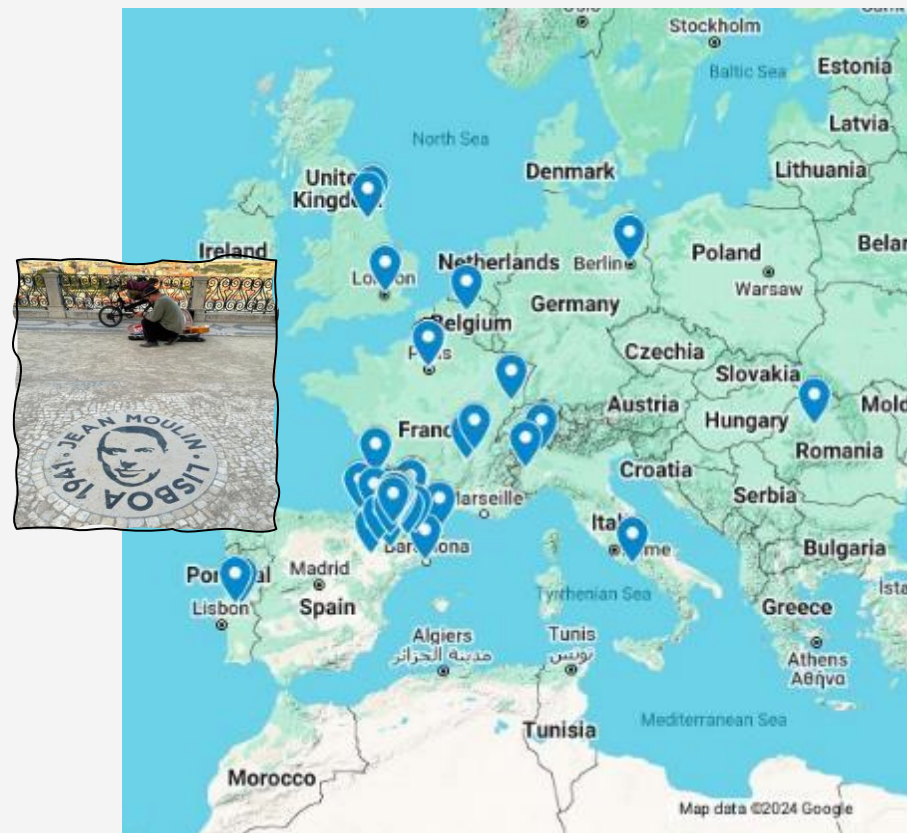 Stockholm
Baltic Sea
Estonia
Latvia
Lithuania
North Sea
Denmark
United
Kingdom
Ireland
London
Netherlands
Berlin
Poland
Warsaw
Belgium
Germany
Paris
Czechia
Slovakia
Austria
Hungary
Romania
France
Croatia
Serbia
Marseille
Barcelona
Rome
Bulgaria
Portugal
Lisbon
Madrid
Spain
Tyrrhenian Sea
Greece
Athens
Αθήνα
Algiers
مدينة الجزائر
Tunis
تونس
Mediterranean Sea
Tunisia
Morocco
Map data ©2024 Google
JEAN MOULIN · LISBOA 1941 ·